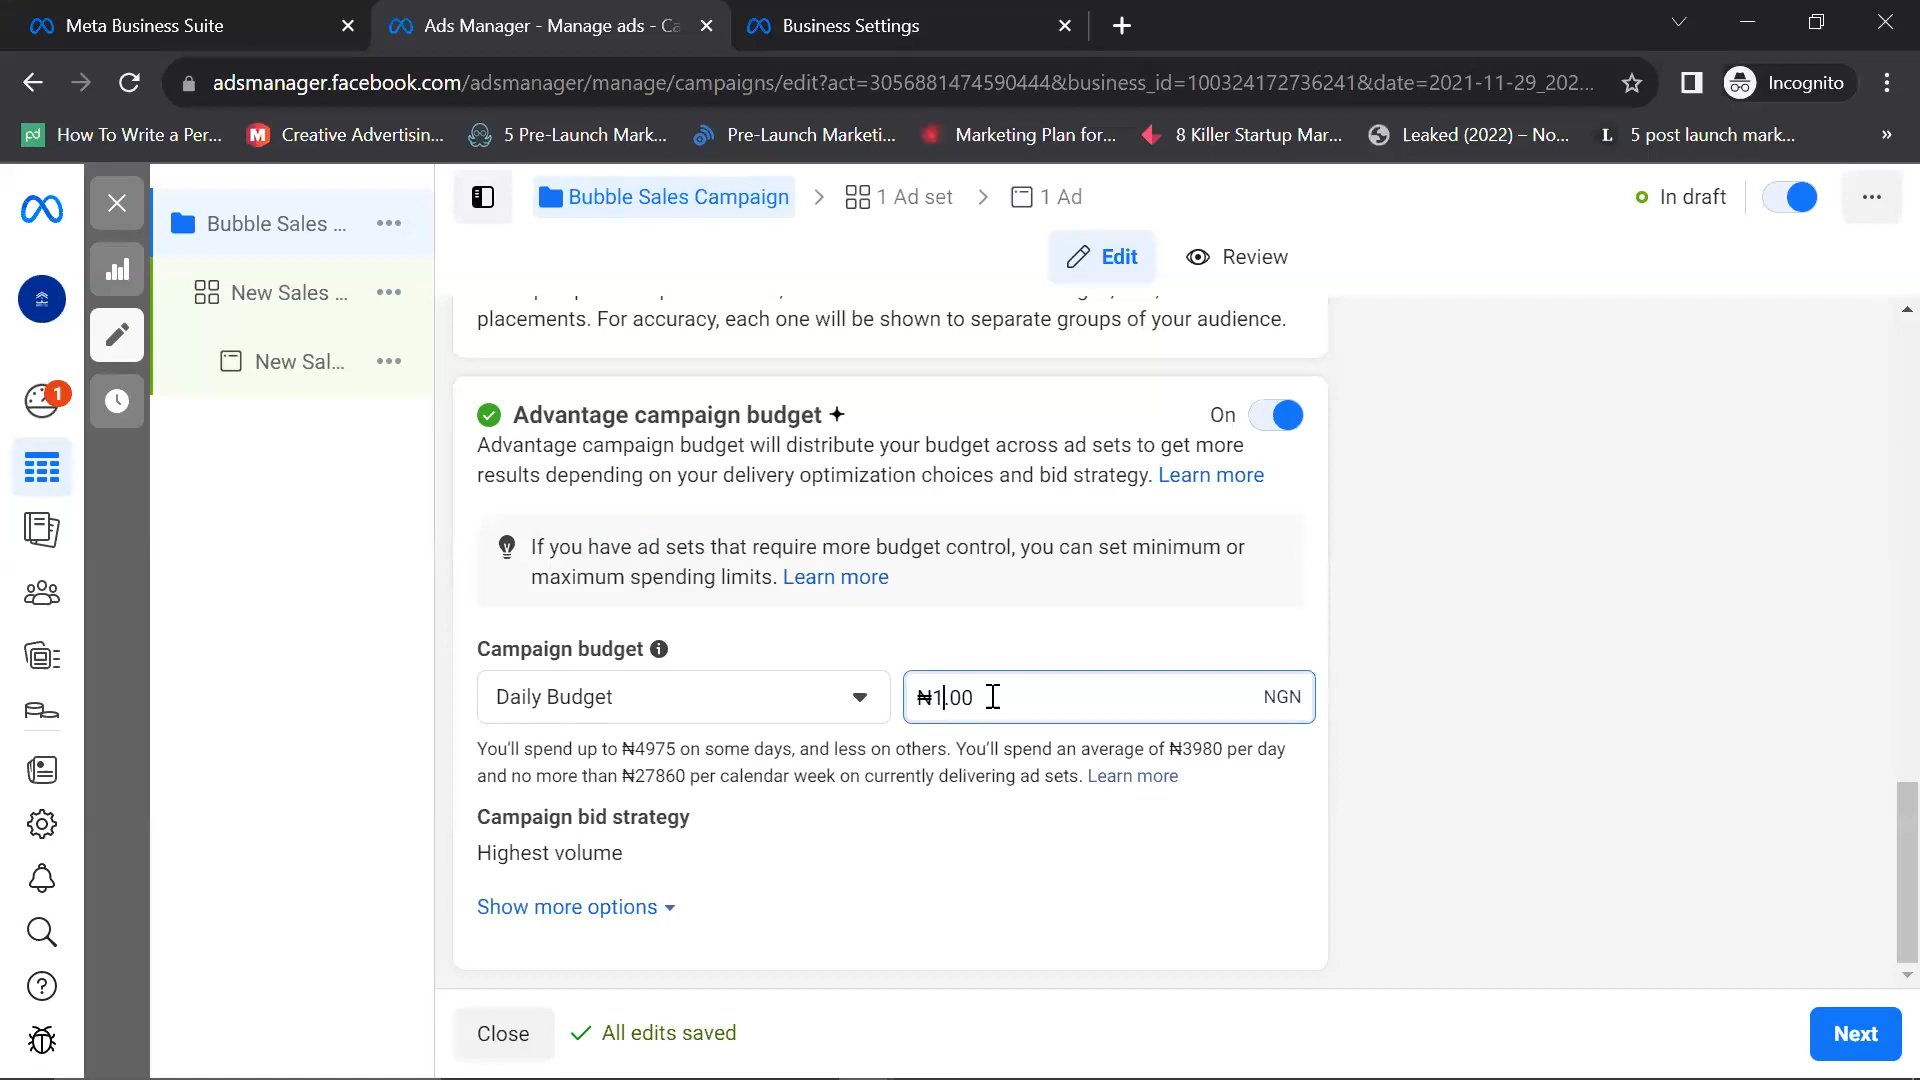 Meta Business Suite
Ads Manager - Manage ads - Ca
Business Settings
adsmanager.facebook.com/adsmanager/manage/campaigns/edit?act=3056881474590444&business_id=100324172736241&date=2021-11-29_202...
Incognito
pd How To Write a Per...
M Creative Advertisin...
5 Pre-Launch Mark...
Pre-Launch Marketi...
Marketing Plan for...
8 Killer Startup Mar...
Leaked (2022) – No...
L 5 post launch mark...
»
Bubble Sales ...
New Sales ...
New Sal...
1
Bubble Sales Campaign
1 Ad set
1 Ad
In draft
Edit
Review
placements. For accuracy, each one will be shown to separate groups of your audience.
Advantage campaign budget
On
Advantage campaign budget will distribute your budget across ad sets to get more
results depending on your delivery optimization choices and bid strategy. Learn more
If you have ad sets that require more budget control, you can set minimum or
maximum spending limits. Learn more
Campaign budget
Daily Budget
₦1.00
NGN
You'll spend up to ₦4975 on some days, and less on others. You'll spend an average of ₦3980 per day
and no more than ₦27860 per calendar week on currently delivering ad sets. Learn more
Campaign bid strategy
Highest volume
Show more options
Close
All edits saved
Next